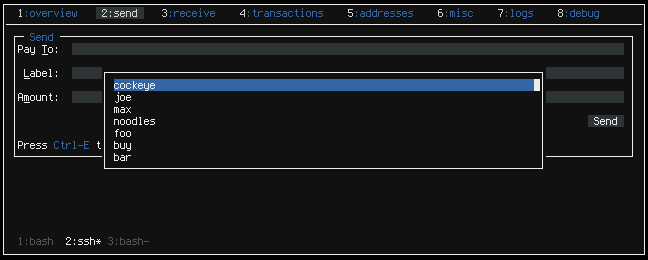 1:overview 2:send 3:receive 4:transactions 5:addresses 6:misc 7:logs 8:debug
Send
Pay To:
Label:
Amount:
cockeye
joe
max
noodles
foo
buy
bar
Send
Press Ctrl-E t
1:bash 2:ssh* 3:bash-